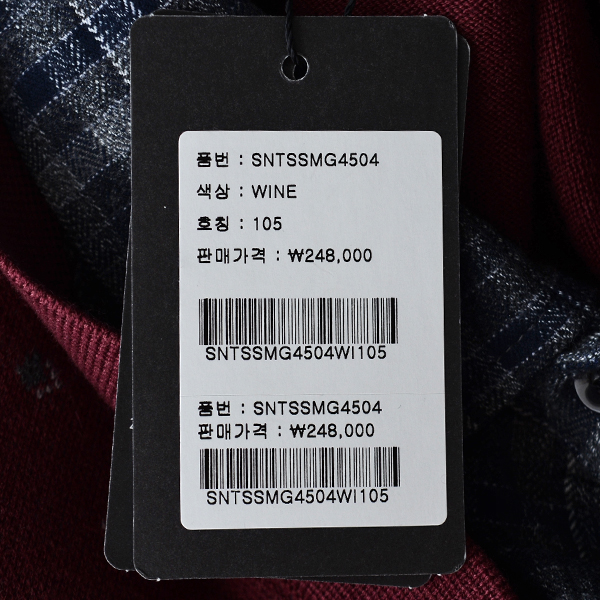 품번 : SNTSSMG4504
색상 : WINE
호칭 : 105
판매가격 : ₩248,000
SNTSSMG4504WI105
품번 : SNTSSMG4504
판매가격 : ₩248,000
SNTSSMG4504WI105